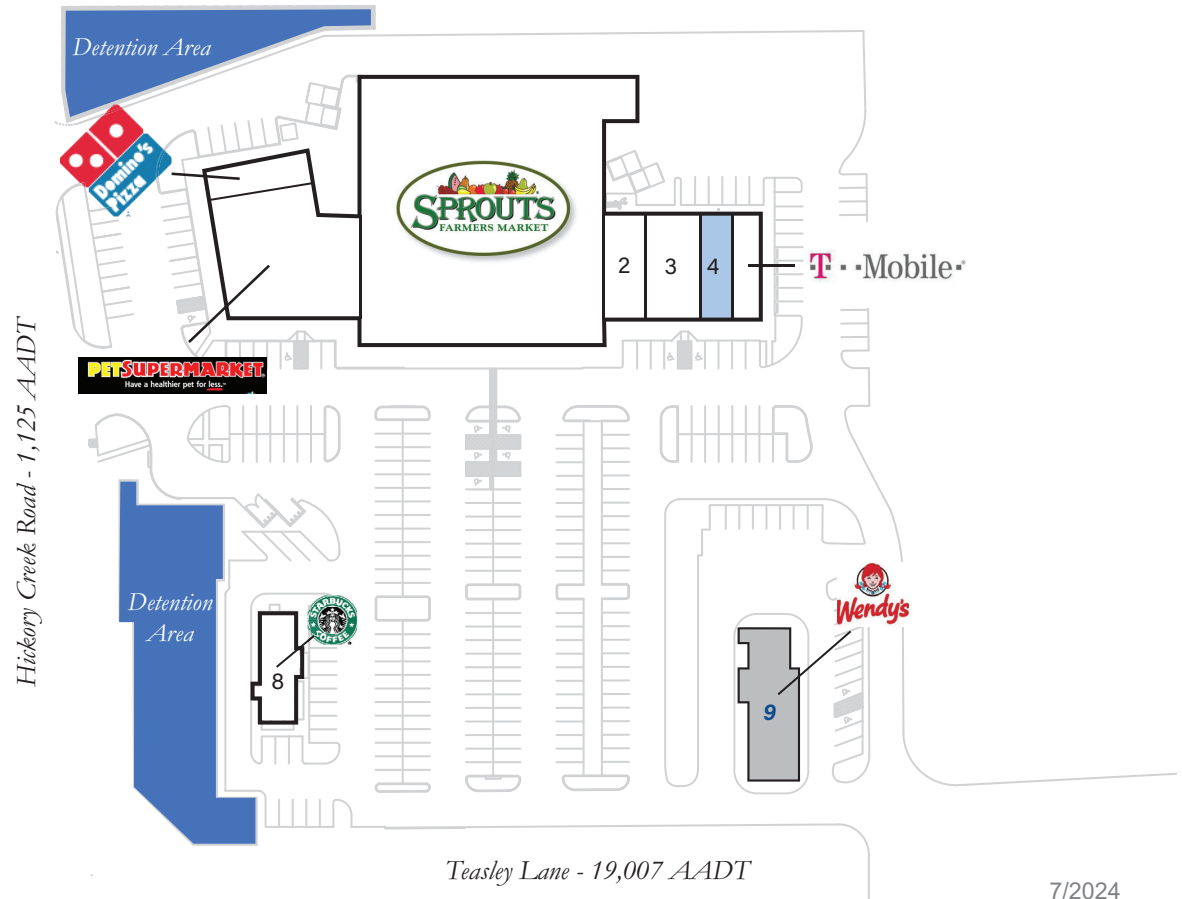 Detention Area
Domino's
Pizza
SPROUTS
FARMERS MARKET
2
3
4
T··Mobile·
PETSUPERMARKET
Have a healthier pet for less.
Hickory Creek Road - 1,125 AADT
Detention
Area
STARBUCKS
COFFEE
8
Wendy's
9
Teasley Lane - 19,007 AADT
7/2024